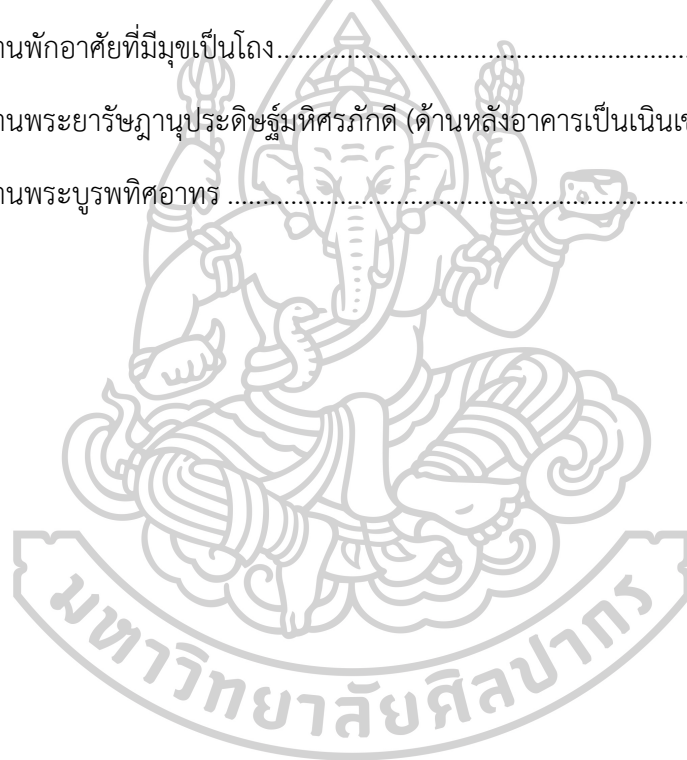 านพักอาศัยที่มีมุขเป็นโถง
านพระยารัษฎานุประดิษฐ์มหิศรภักดี (ด้านหลังอาคารเป็นเนินเข
านพระบูรพทิศอาทร
มหาวิทยาลัยศิลปากร